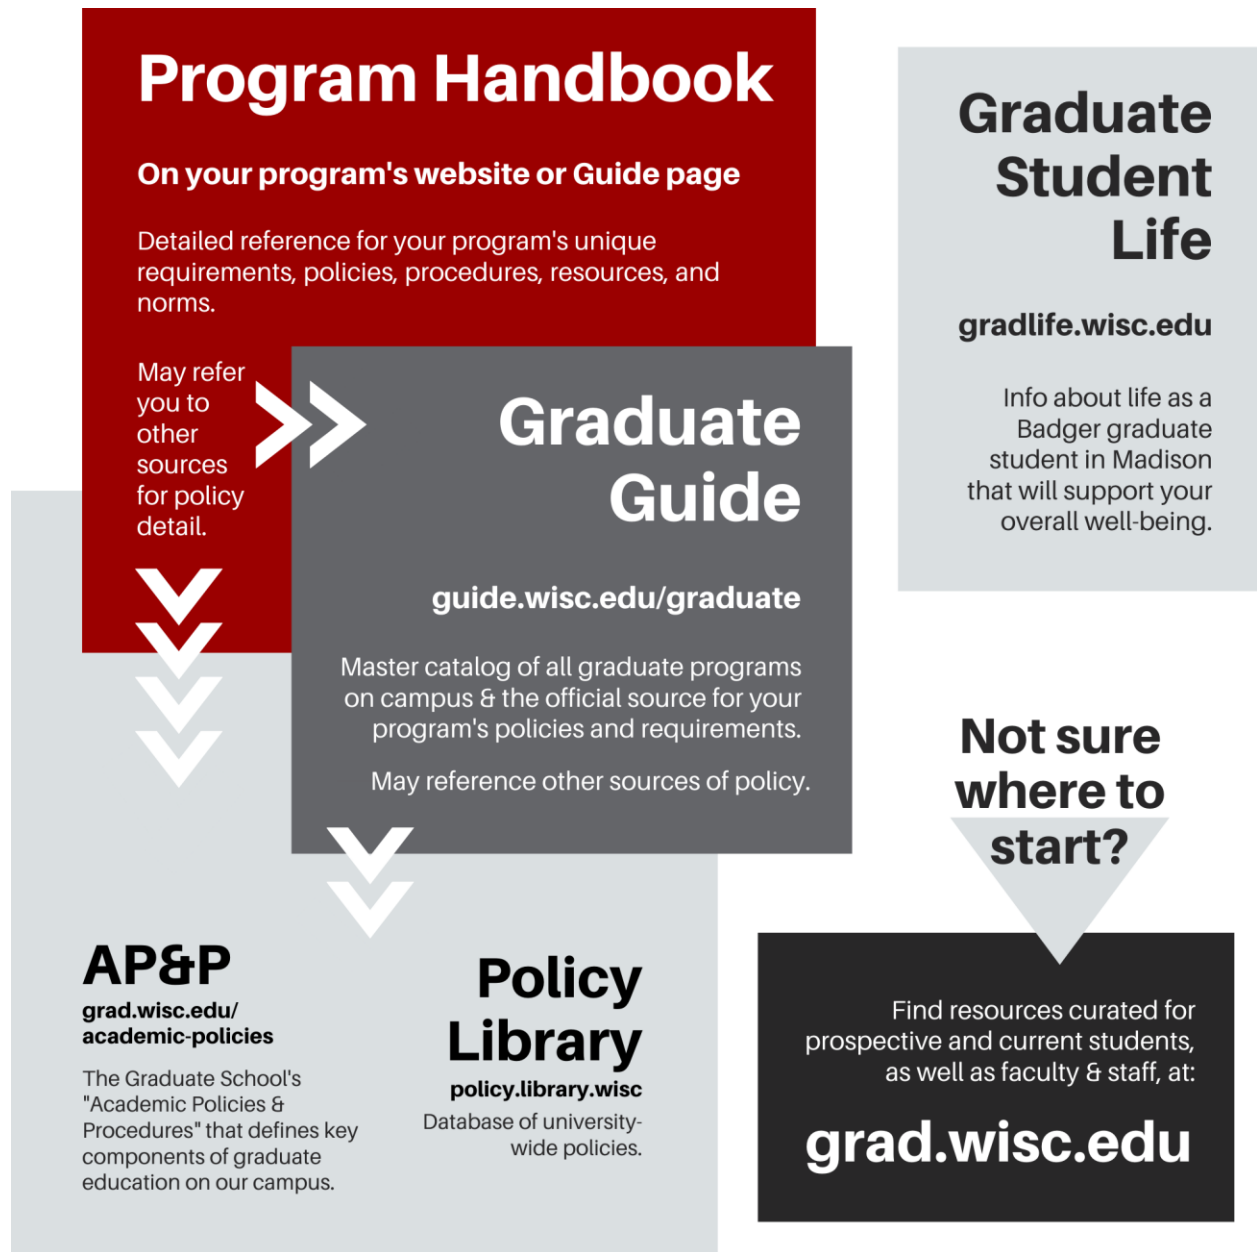 Program Handbook
On your program's website or Guide page
Detailed reference for your program's unique
requirements, policies, procedures, resources, and
norms.
May refer
you to
other
sources
for policy
detail.
Graduate
Guide
guide.wisc.edu/graduate
Master catalog of all graduate programs
on campus & the official source for your
program's policies and requirements.
May reference other sources of policy.
AP&P
grad.wisc.edu/
academic-policies
The Graduate School's
"Academic Policies &
Procedures" that defines key
components of graduate
education on our campus.
Policy
Library
policy.library.wisc
Database of university-
wide policies.
Graduate
Student
Life
gradlife.wisc.edu
Info about life as a
Badger graduate
student in Madison
that will support your
overall well-being.
Not sure
where to
start?
Find resources curated for
prospective and current students,
as well as faculty & staff, at:
grad.wisc.edu